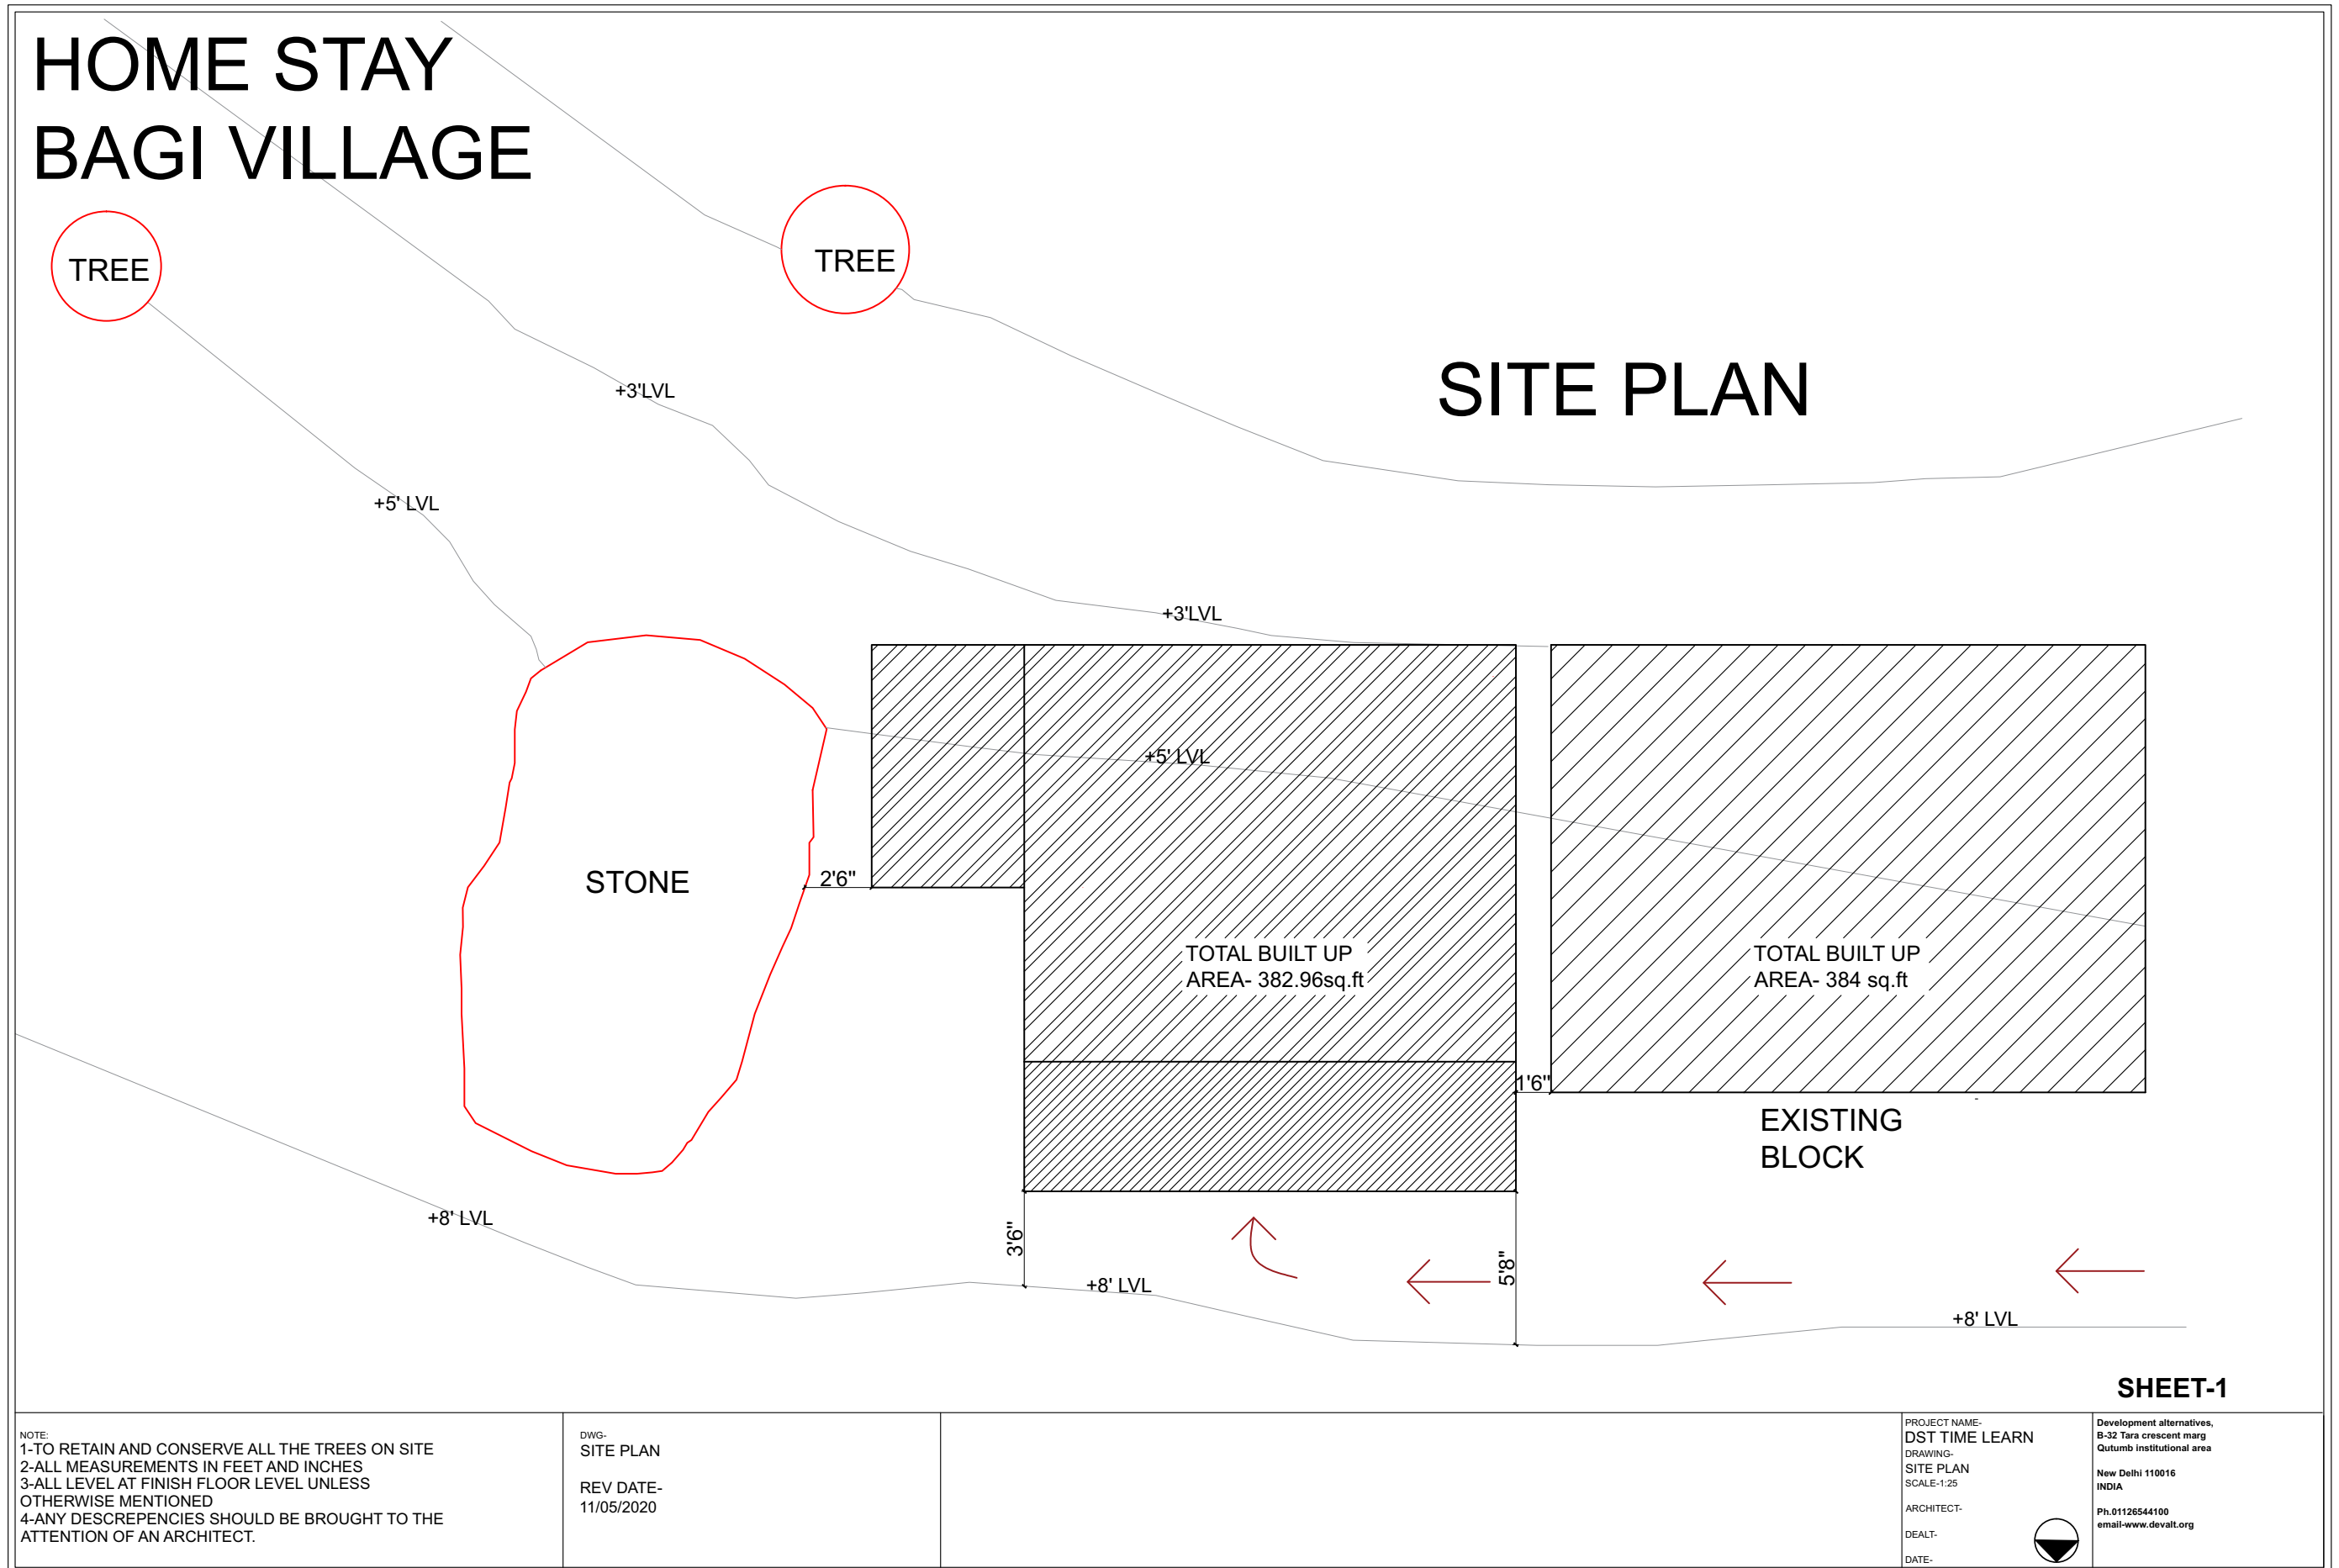 HOME STAY
BAGI VILLAGE
TREE
TREE
SITE PLAN
+3'LVL
+5' LVL
+3'LVL
+5' LVL
STONE
2'6"
TOTAL BUILT UP
AREA- 382.96sq.ft
TOTAL BUILT UP
AREA- 384 sq.ft
1'6"
EXISTING
BLOCK
+8' LVL
3'6"
5'8"
+8' LVL
+8' LVL
SHEET-1
NOTE:
1-TO RETAIN AND CONSERVE ALL THE TREES ON SITE
2-ALL MEASUREMENTS IN FEET AND INCHES
3-ALL LEVEL AT FINISH FLOOR LEVEL UNLESS
OTHERWISE MENTIONED
4-ANY DESCREPENCIES SHOULD BE BROUGHT TO THE
ATTENTION OF AN ARCHITECT.
DWG-
SITE PLAN
REV DATE-
11/05/2020
PROJECT NAME-
DST TIME LEARN
DRAWING-
SITE PLAN
SCALE-1:25
ARCHITECT-
DEALT-
DATE-
Development alternatives,
B-32 Tara crescent marg
Qutumb institutional area
New Delhi 110016
INDIA
Ph.01126544100
email-www.devalt.org